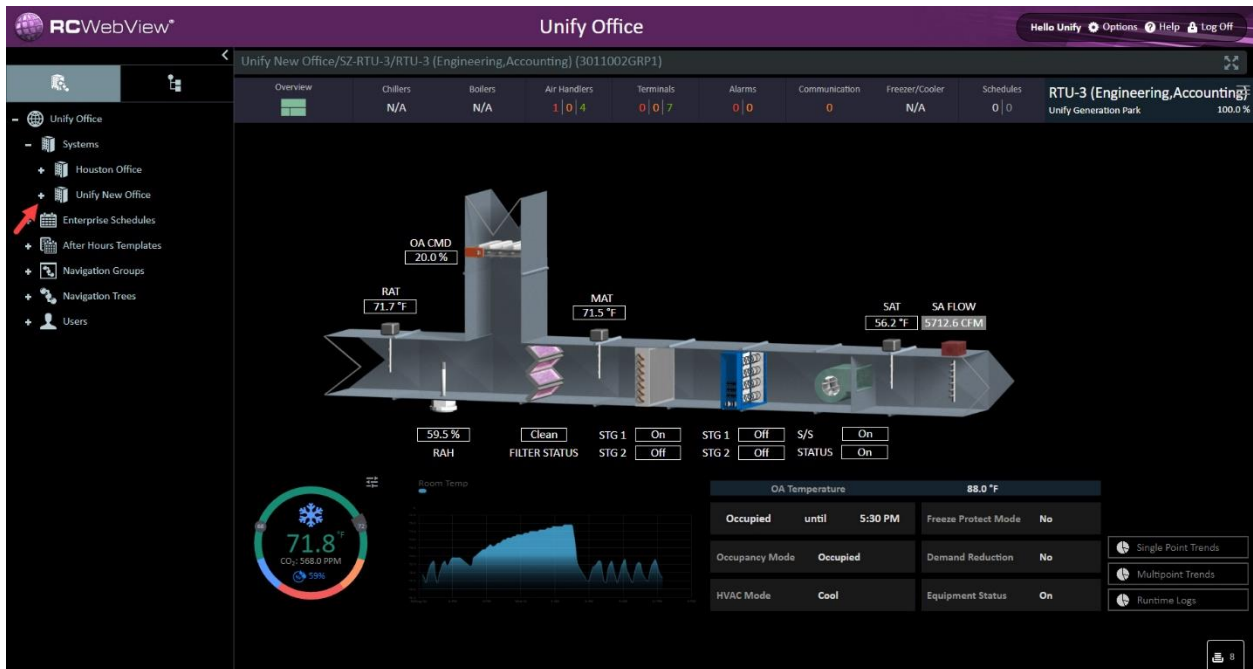 RCWebView®
Unify Office
Hello Unify Options Help Log Off
Unify New Office/SZ-RTU-3/RTU-3 (Engineering,Accounting) (3011002GRP1)
Overview
Chillers
N/A
Boilers
N/A
Air Handlers
1|0|4
Terminals
0|0|7
Alarms
0|0
Communication
0
Freezer/Cooler
N/A
Schedules
0|0
RTU-3 (Engineering,Accounting)
Unify Generation Park 100.0 %
Unify Office
Systems
Houston Office
Unify New Office
Enterprise Schedules
After Hours Templates
Navigation Groups
Navigation Trees
Users
OA CMD
20.0 %
RAT
71.7 °F
MAT
71.5 °F
SAT
56.2 °F
SA FLOW
5712.6 CFM
59.5 %
RAH
Clean
FILTER STATUS
STG 1 On
STG 2 Off
STG 1 Off
STG 2 Off
S/S On
STATUS On
71.8 °F
CO₂: 568.0 PPM
59%
Room Temp
OA Temperature 88.0 °F
Occupied until 5:30 PM
Freeze Protect Mode No
Occupancy Mode Occupied
Demand Reduction No
HVAC Mode Cool
Equipment Status On
Single Point Trends
Multipoint Trends
Runtime Logs
8